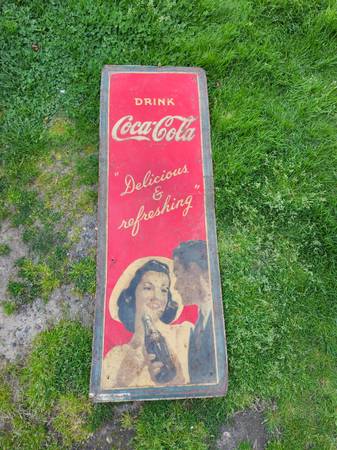 DRINK
Coca-Cola
"Delicious
&
refreshing"